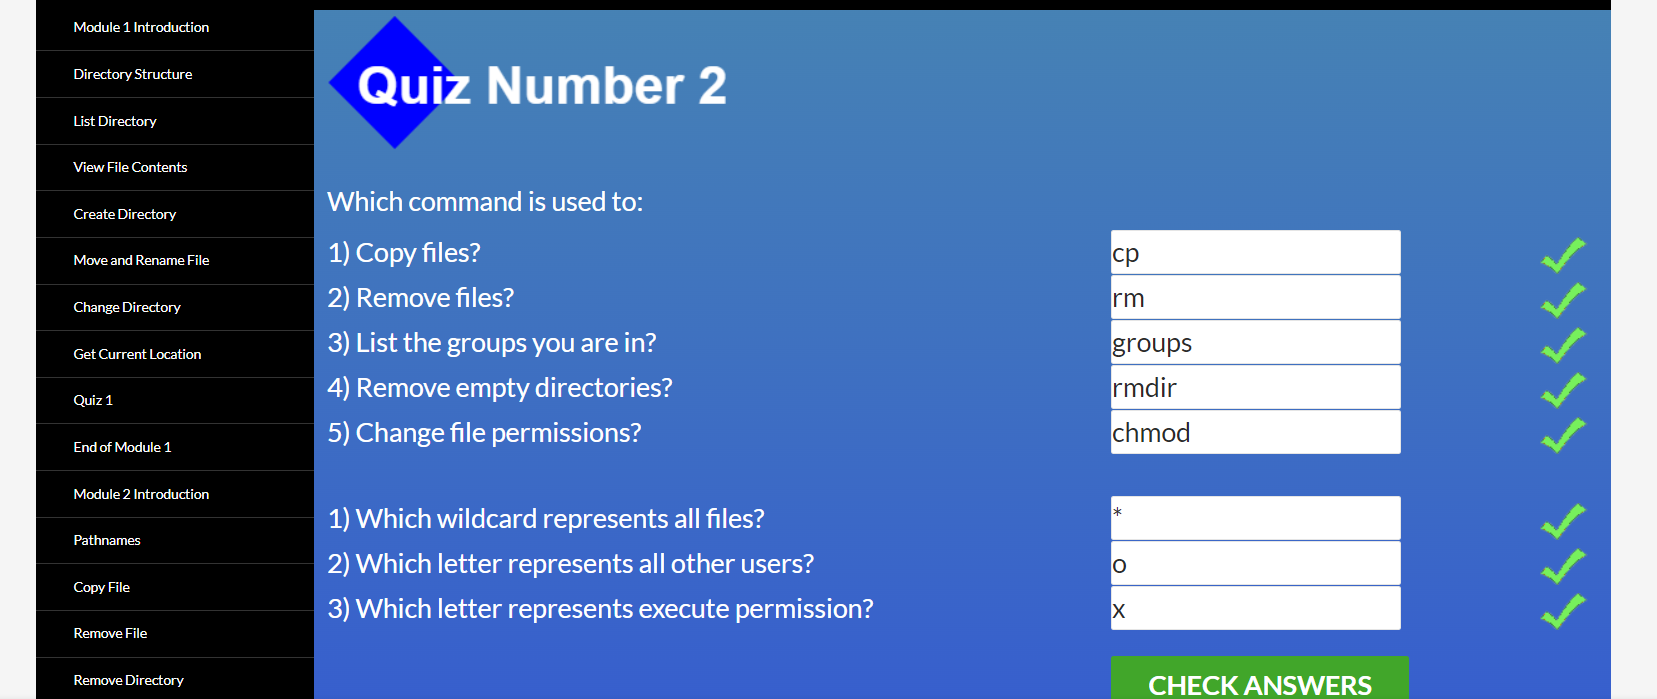 Module 1 Introduction
Directory Structure
List Directory
View File Contents
Create Directory
Move and Rename File
Change Directory
Get Current Location
Quiz 1
End of Module 1
Module 2 Introduction
Pathnames
Copy File
Remove File
Remove Directory
Quiz Number 2
Which command is used to:
1) Copy files? cp
2) Remove files? rm
3) List the groups you are in? groups
4) Remove empty directories? rmdir
5) Change file permissions? chmod
1) Which wildcard represents all files? *
2) Which letter represents all other users? o
3) Which letter represents execute permission? x
CHECK ANSWERS